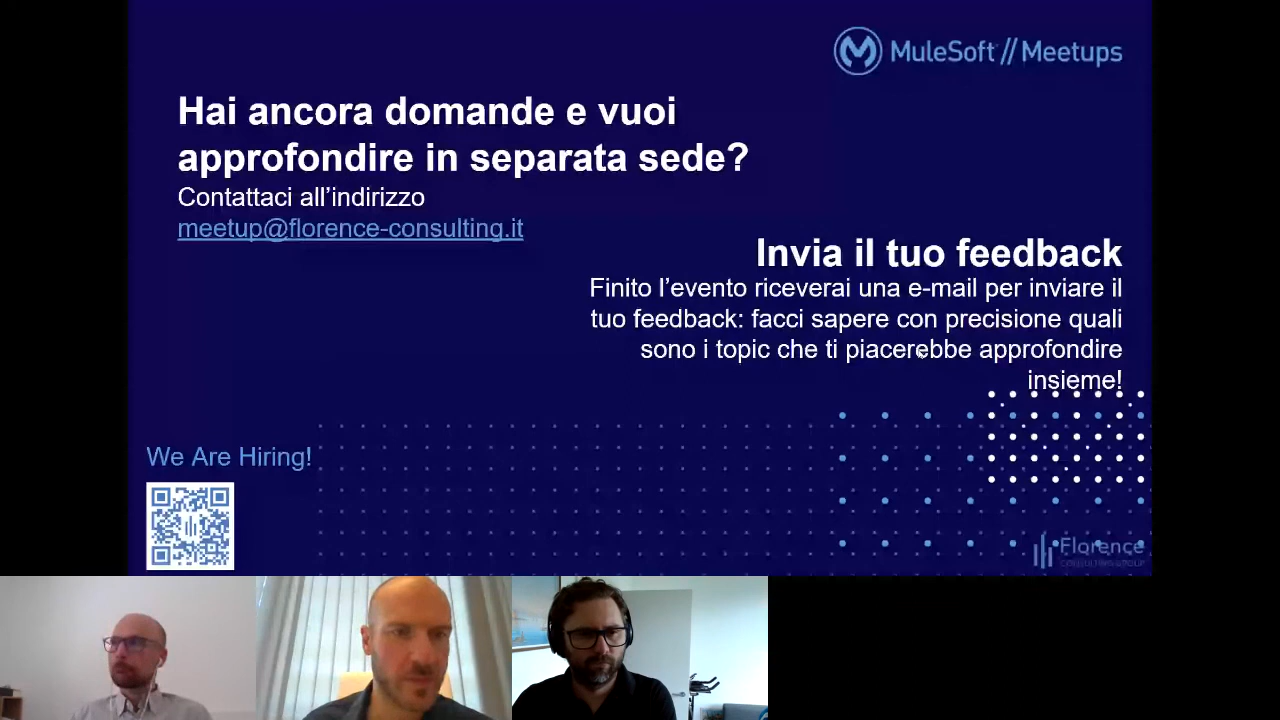 MuleSoft // Meetups
Hai ancora domande e vuoi
approfondire in separata sede?
Contattaci all’indirizzo
meetup@florence-consulting.it
Invia il tuo feedback
Finito l’evento riceverai una e-mail per inviare il
tuo feedback: facci sapere con precisione quali
sono i topic che ti piacerebbe approfondire
insieme!
We Are Hiring!
Florence
CONSULTING GROUP